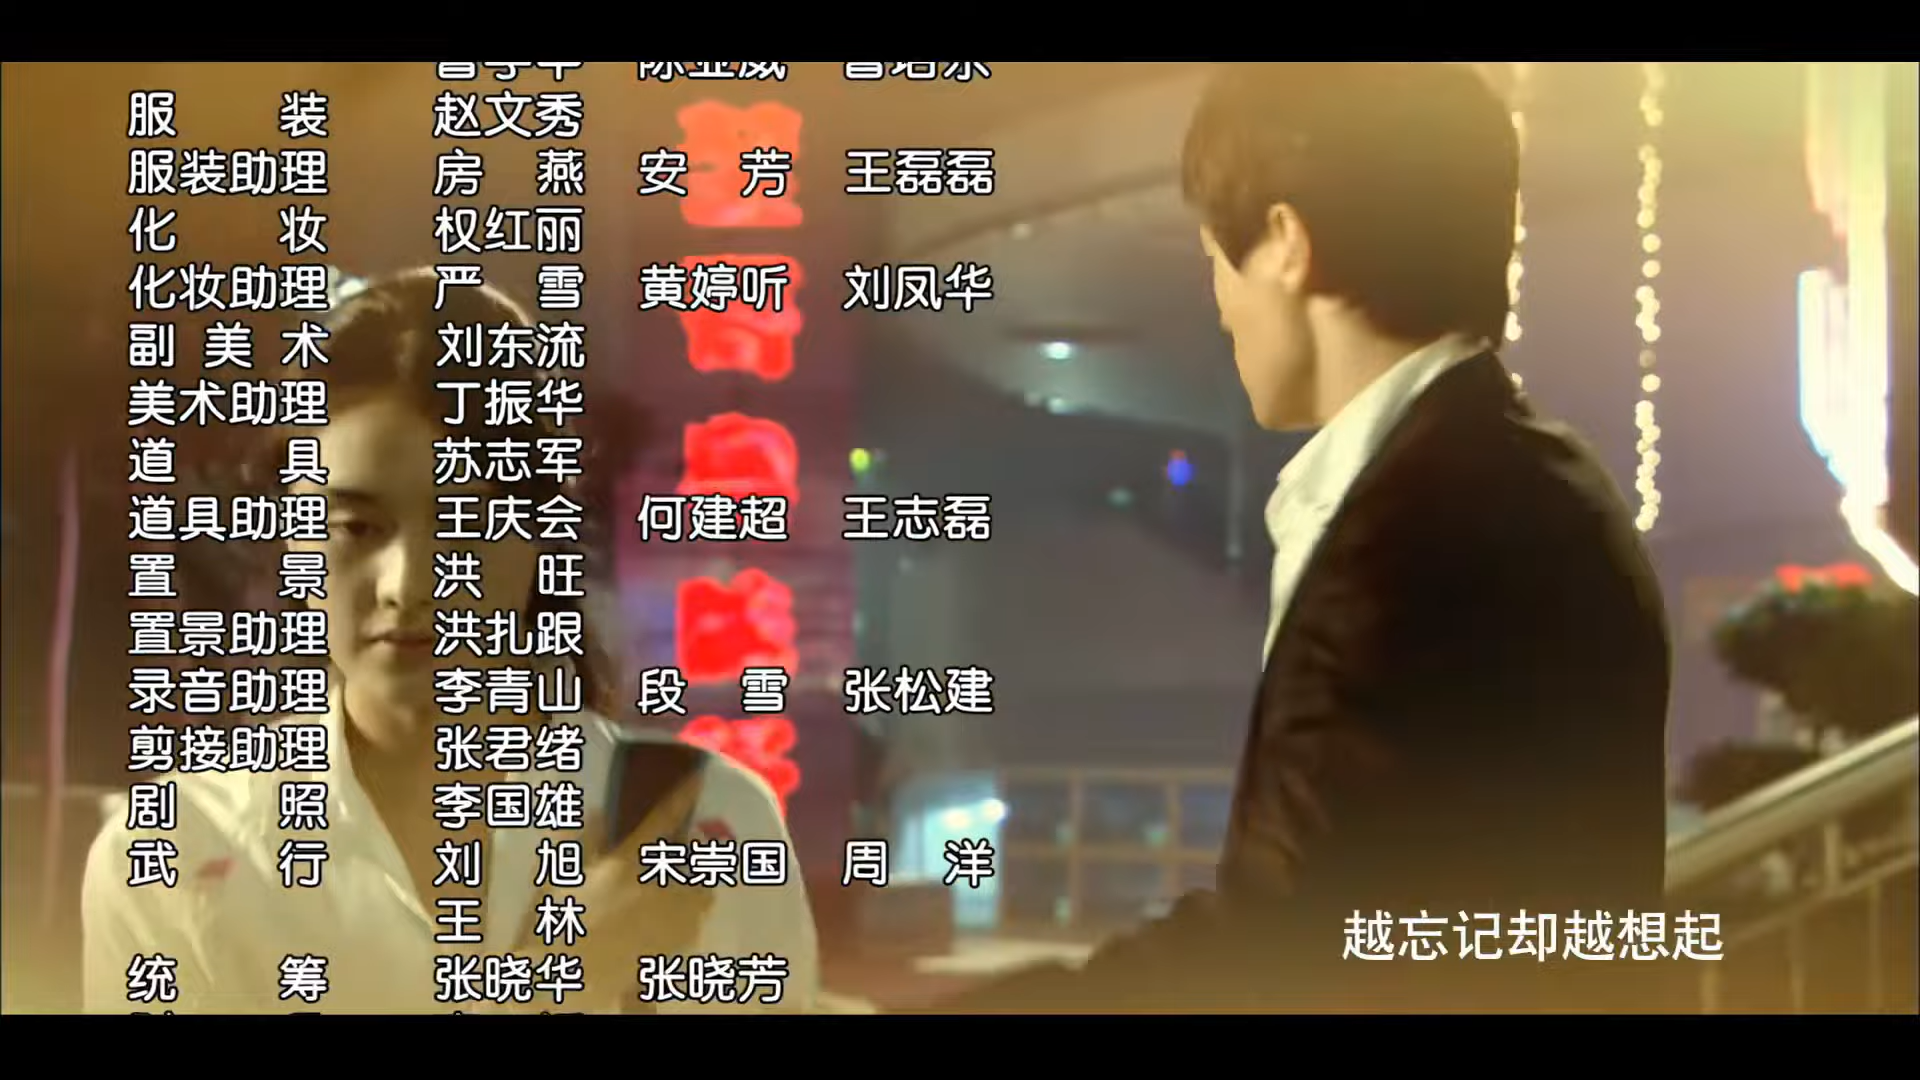 服装 赵文秀
服装助理 房燕 安芳 王磊磊
化妆 权红丽
化妆助理 严雪 黄婷听 刘凤华
副美术 刘东流
美术助理 丁振华
道具 苏志军
道具助理 王庆会 何建超 王志磊
置景 洪旺
置景助理 洪扎跟
录音助理 李青山 段雪 张松建
剪接助理 张君绪
剧照 李国雄
武行 刘旭 宋崇国 周洋
王林
统筹 张晓华 张晓芳
越忘记却越想起